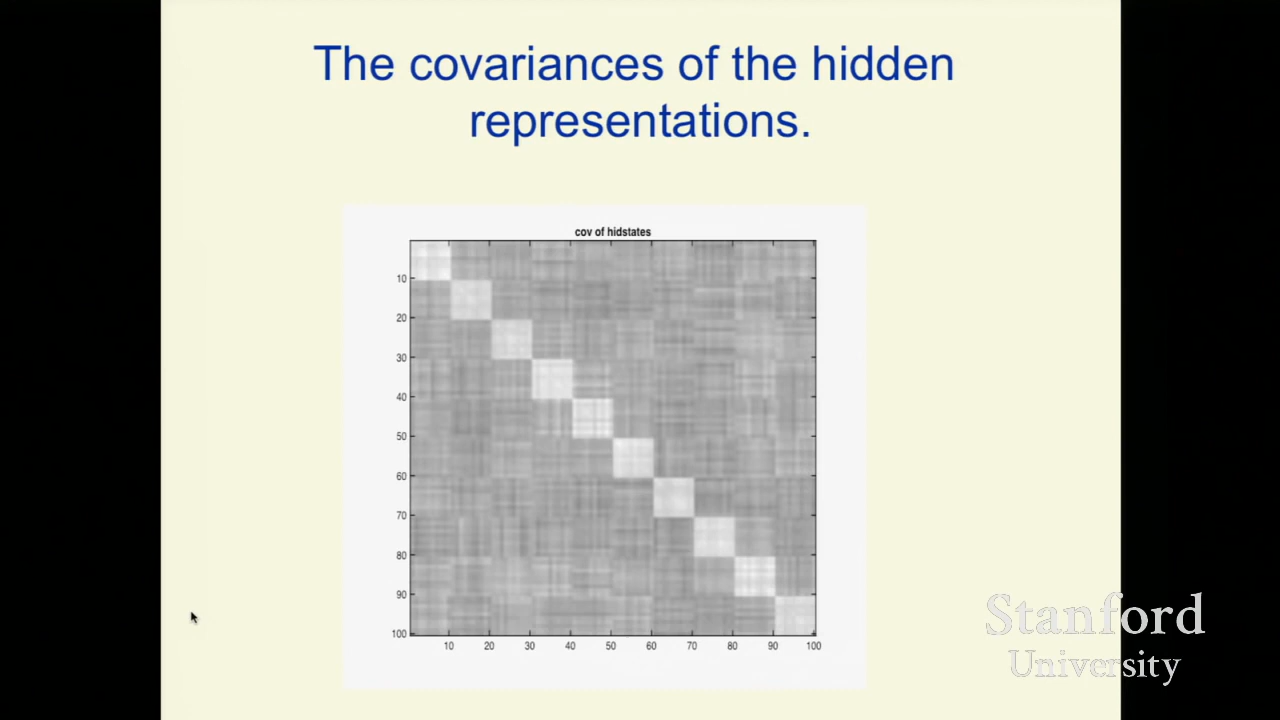 The covariances of the hidden
representations.
cov of hidstates
10
20
30
40
50
60
70
80
90
100
10 20 30 40 50 60 70 80 90 100
Stanford
University